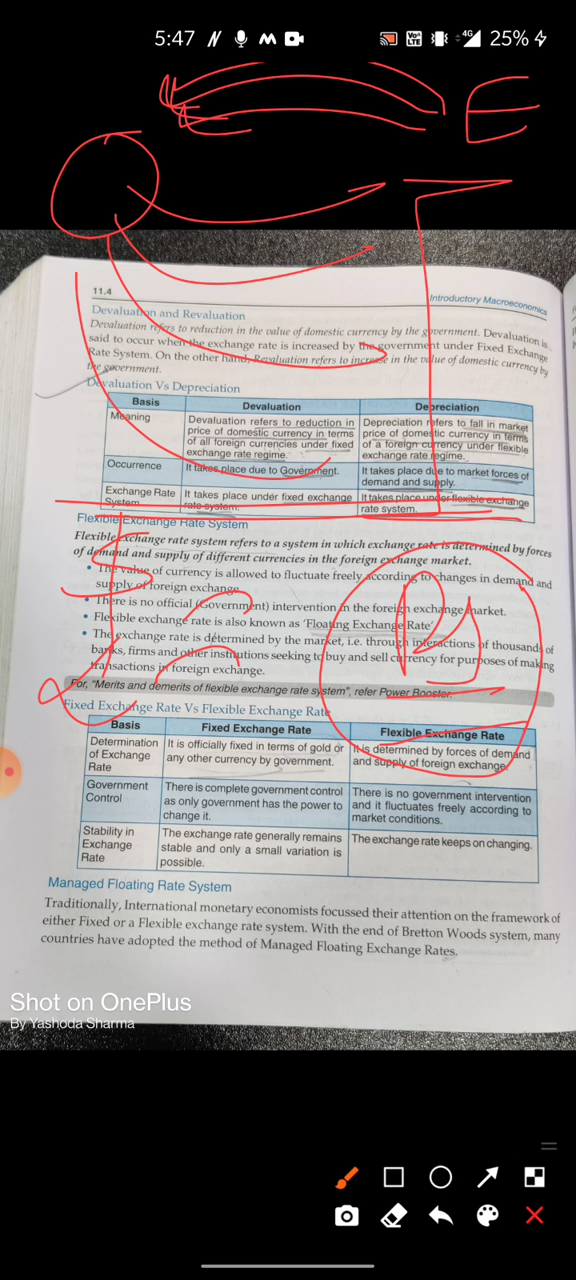 5:47
Vo) LTE
4G
25%
E
11.4
Introductory Macroeconomics
Devaluation and Revaluation
Devaluation refers to reduction in the value of domestic currency by the government. Devaluation is
said to occur when the exchange rate is increased by the government under Fixed Exchange
Rate System. On the other hand, Revaluation refers to increase in the value of domestic currency by
the government.
Devaluation Vs Depreciation
Basis Devaluation Depreciation
Meaning Devaluation refers to reduction in Depreciation refers to fall in market
price of domestic currency in terms price of domestic currency in terms
of all foreign currencies under fixed of a foreign currency under flexible
exchange rate regime. exchange rate regime.
Occurrence It takes place due to Government. It takes place due to market forces of
demand and supply.
Exchange Rate It takes place under fixed exchange It takes place under flexible exchange
System rate system. rate system.
Flexible Exchange Rate System
Flexible exchange rate system refers to a system in which exchange rate is determined by forces
of demand and supply of different currencies in the foreign exchange market.
• The value of currency is allowed to fluctuate freely according to changes in demand and
supply of foreign exchange.
• There is no official (Government) intervention in the foreign exchange market.
• Flexible exchange rate is also known as 'Floating Exchange Rate'
• The exchange rate is determined by the market, i.e. through interactions of thousands of
banks, firms and other institutions seeking to buy and sell currency for purposes of making
transactions in foreign exchange.
For, "Merits and demerits of flexible exchange rate system", refer Power Booster.
Fixed Exchange Rate Vs Flexible Exchange Rate
Basis Fixed Exchange Rate Flexible Exchange Rate
Determination It is officially fixed in terms of gold or It is determined by forces of demand
of Exchange any other currency by government. and supply of foreign exchange.
Rate
Government There is complete government control There is no government intervention
Control as only government has the power to and it fluctuates freely according to
change it. market conditions.
Stability in The exchange rate generally remains The exchange rate keeps on changing.
Exchange stable and only a small variation is
Rate possible.
Managed Floating Rate System
Traditionally, International monetary economists focussed their attention on the framework of
either Fixed or a Flexible exchange rate system. With the end of Bretton Woods system, many
countries have adopted the method of Managed Floating Exchange Rates.
Shot on OnePlus
By Yashoda Sharma